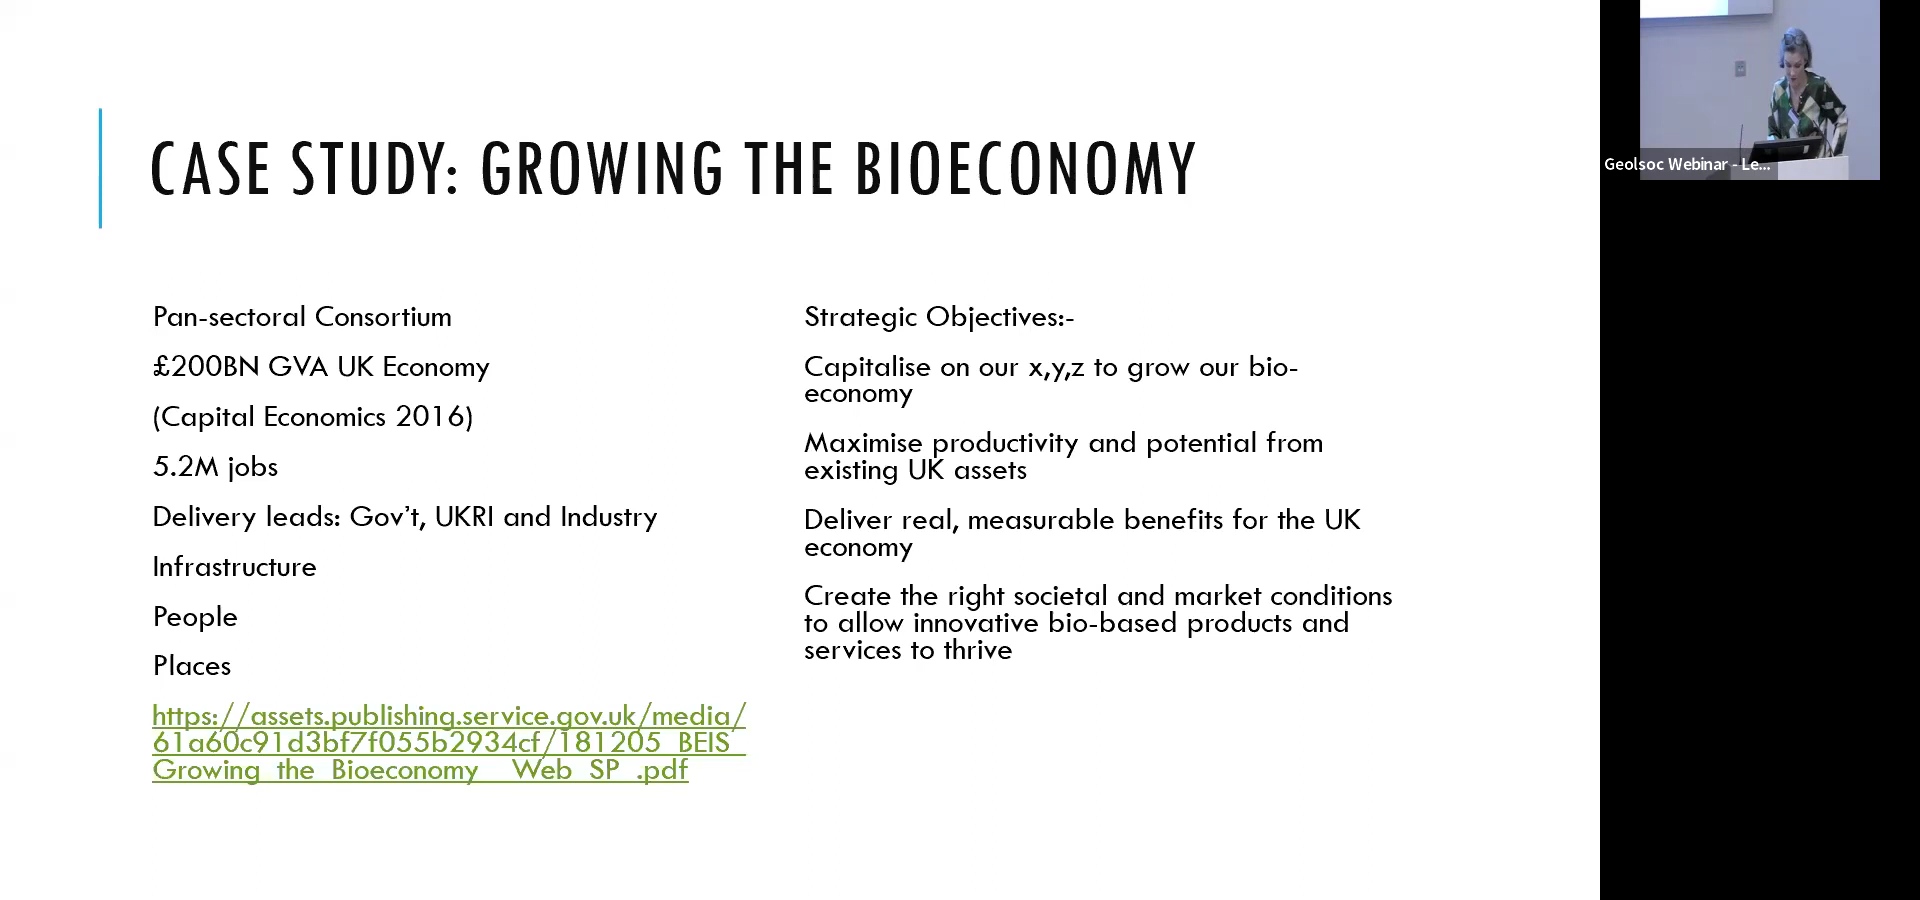 CASE STUDY: GROWING THE BIOECONOMY
Pan-sectoral Consortium
£200BN GVA UK Economy
(Capital Economics 2016)
5.2M jobs
Delivery leads: Gov’t, UKRI and Industry
Infrastructure
People
Places
https://assets.publishing.service.gov.uk/media/
61a60c91d3bf7f055b2934cf/181205_BEIS_
Growing_the_Bioeconomy__Web_SP_.pdf
Strategic Objectives:-
Capitalise on our x,y,z to grow our bio-
economy
Maximise productivity and potential from
existing UK assets
Deliver real, measurable benefits for the UK
economy
Create the right societal and market conditions
to allow innovative bio-based products and
services to thrive
Geolsoc Webinar - Le...